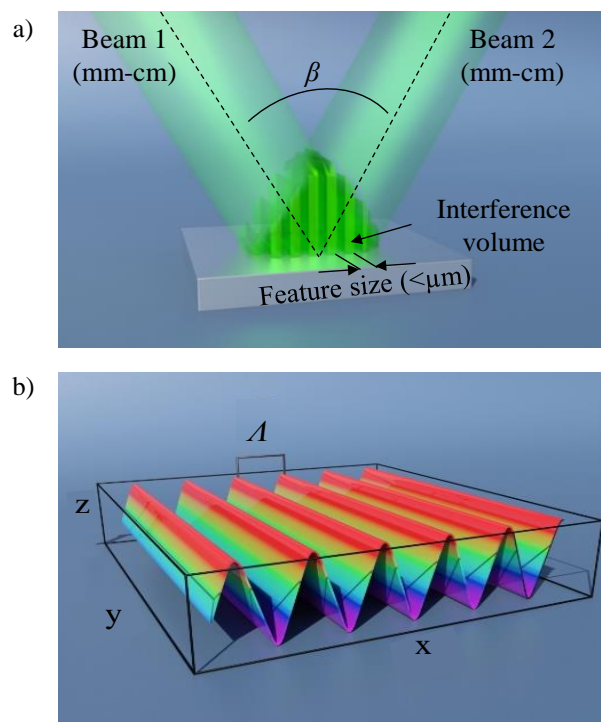 a)
Beam 1
(mm-cm)
Beam 2
(mm-cm)
β
Interference
volume
Feature size (<µm)
b)
Λ
z
y
x